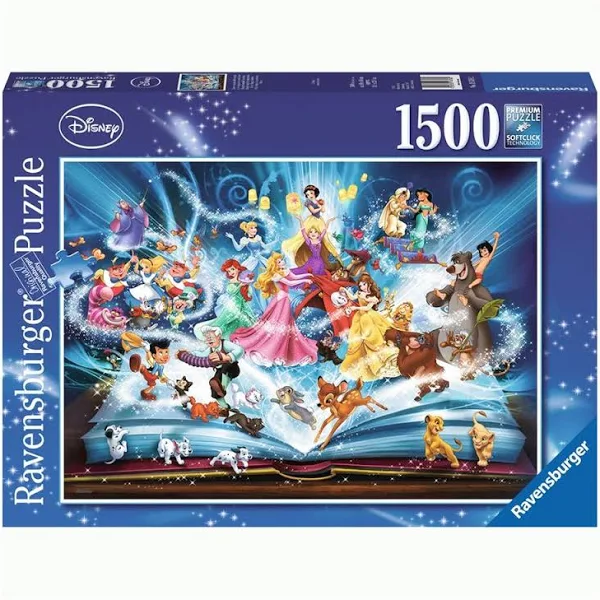 1500
Ravensburger Puzzle
Ravensburger
Disney
1500
PREMIUM
PUZZLE
SOFTCLICK
TECHNOLOGY
Ravensburger Puzzle
Ravensburger